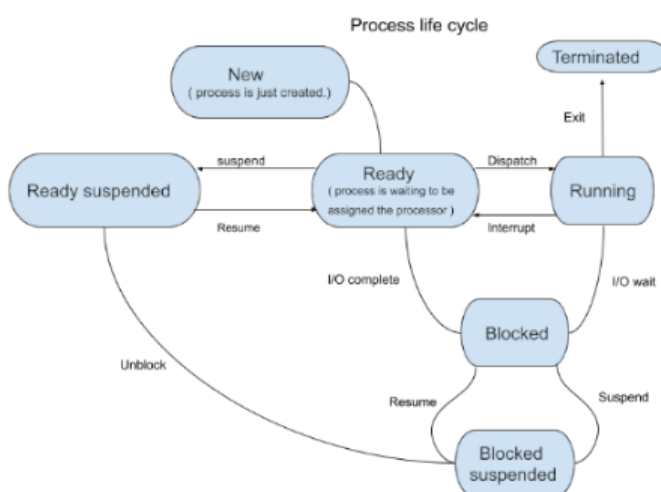 Process life cycle
New
( process is just created.)
Terminated
Exit
suspend
Dispatch
Ready suspended
Ready
( process is waiting to be
assigned the processor )
Running
Resume
Interrupt
I/O complete
I/O wait
Blocked
Unblock
Resume
Suspend
Blocked
suspended